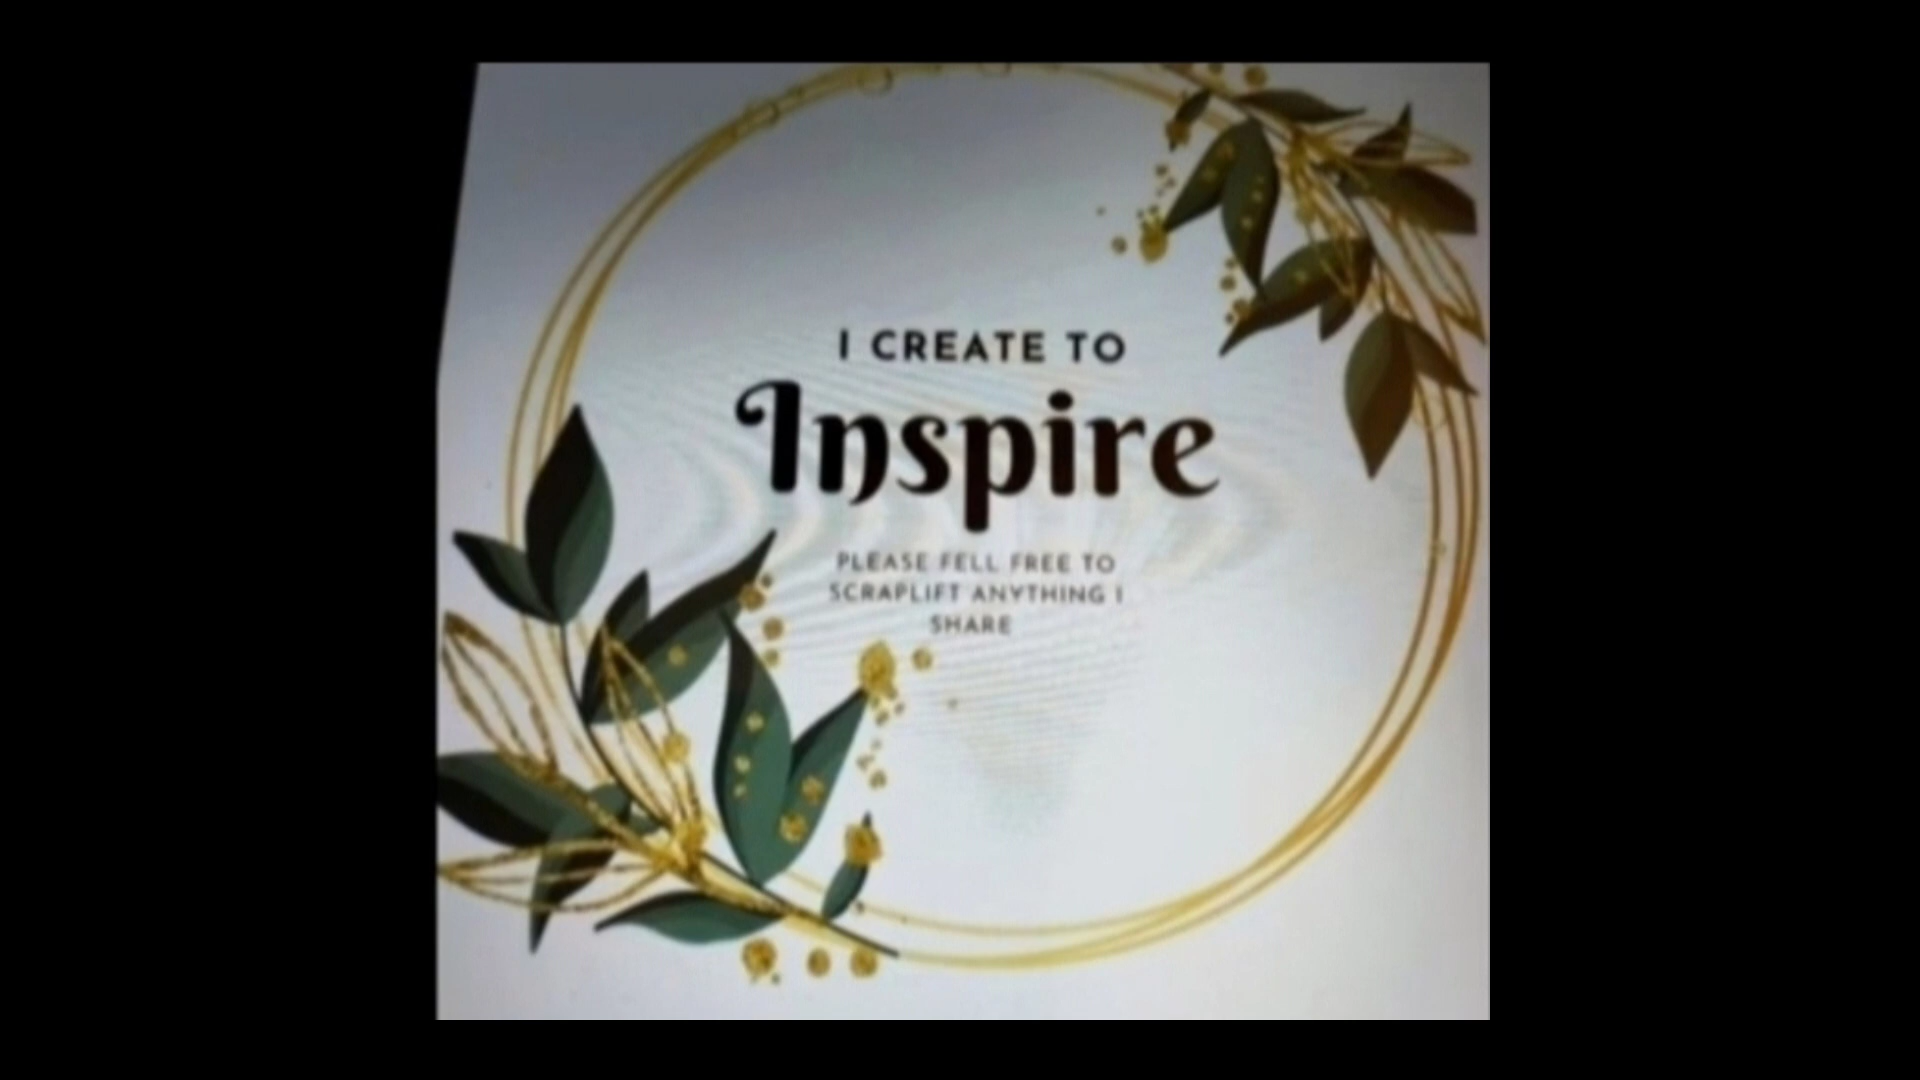 I CREATE TO
Inspire
PLEASE FELL FREE TO
SCRAPLIFT ANYTHING I
SHARE